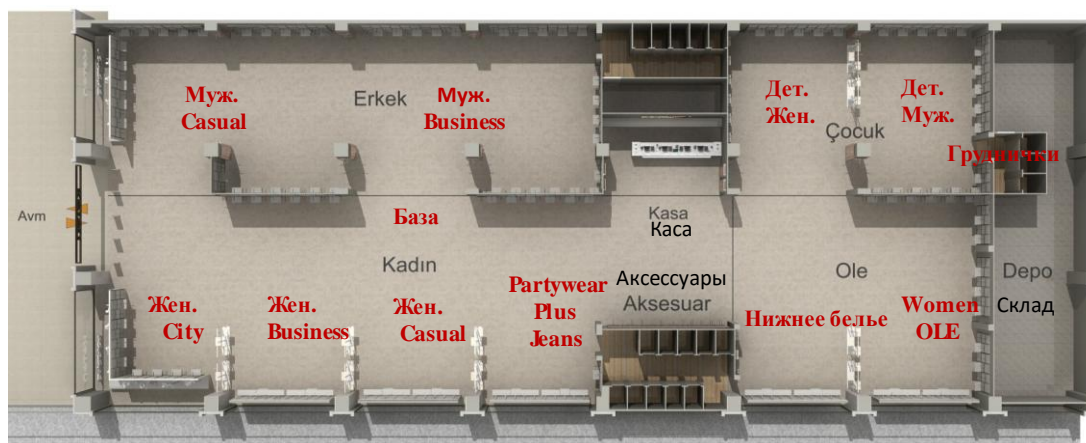 Муж.
Casual
Erkek
Муж.
Business
Дет.
Жен.
Çocuk
Дет.
Муж.
Груднички
Avm
База
Kasa
Каса
Kadın
Partywear
Plus
Jeans
Аксессуары
Aksesuar
Ole
Depo
Склад
Жен.
City
Жен.
Business
Жен.
Casual
Нижнее белье
Women
OLE